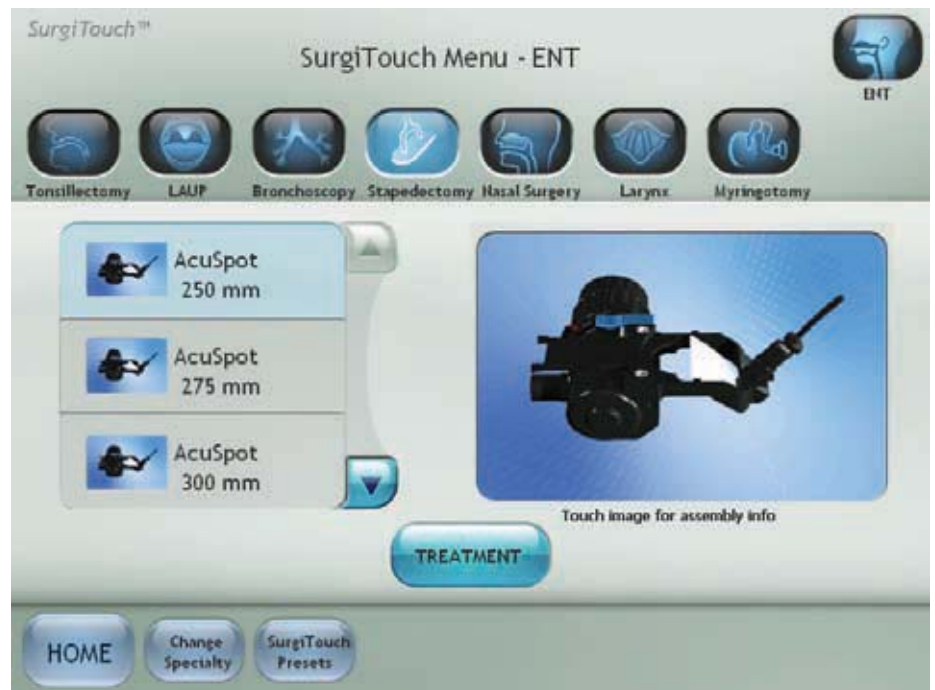 SurgiTouch™
SurgiTouch Menu - ENT
ENT
Tonsillectomy LAUP Bronchoscopy Stapedectomy Nasal Surgery Larynx Myringotomy
AcuSpot
250 mm
AcuSpot
275 mm
AcuSpot
300 mm
Touch image for assembly info
TREATMENT
HOME
Change
Specialty
SurgiTouch
Presets